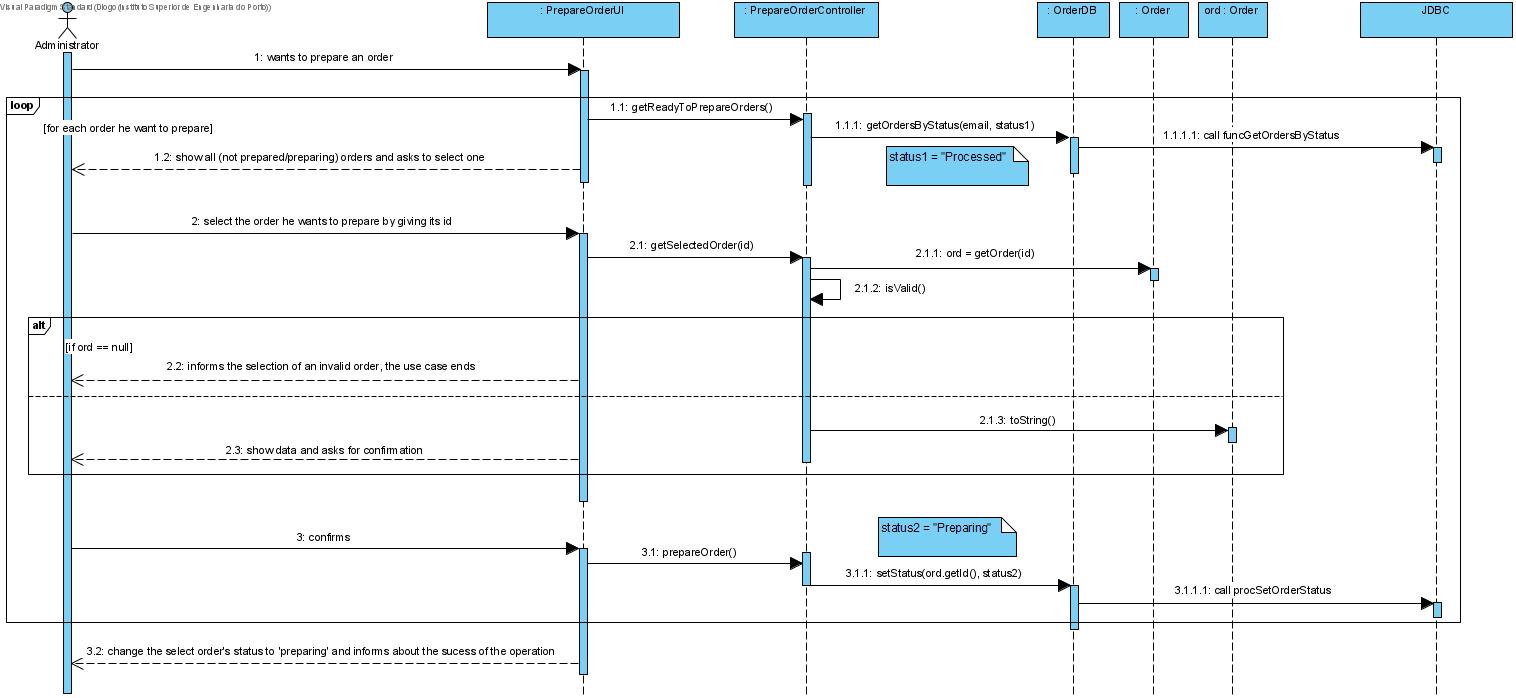 Visual Paradigm Standard (Diogo (Instituto Superior de Engenharia do Porto))
: PrepareOrderUI
: PrepareOrderController
: OrderDB
: Order
ord : Order
JDBC
Administrator
1: wants to prepare an order
loop
1.1: getReadyToPrepareOrders()
[for each order he want to prepare]
1.1.1: getOrdersByStatus(email, status1)
1.1.1.1: call funcGetOrdersByStatus
1.2: show all (not prepared/preparing) orders and asks to select one
status1 = "Processed"
2: select the order he wants to prepare by giving its id
2.1: getSelectedOrder(id)
2.1.1: ord = getOrder(id)
2.1.2: isValid()
alt
[if ord == null]
2.2: informs the selection of an invalid order, the use case ends
2.1.3: toString()
2.3: show data and asks for confirmation
status2 = "Preparing"
3: confirms
3.1: prepareOrder()
3.1.1: setStatus(ord.getId(), status2)
3.1.1.1: call procSetOrderStatus
3.2: change the select order's status to 'preparing' and informs about the sucess of the operation